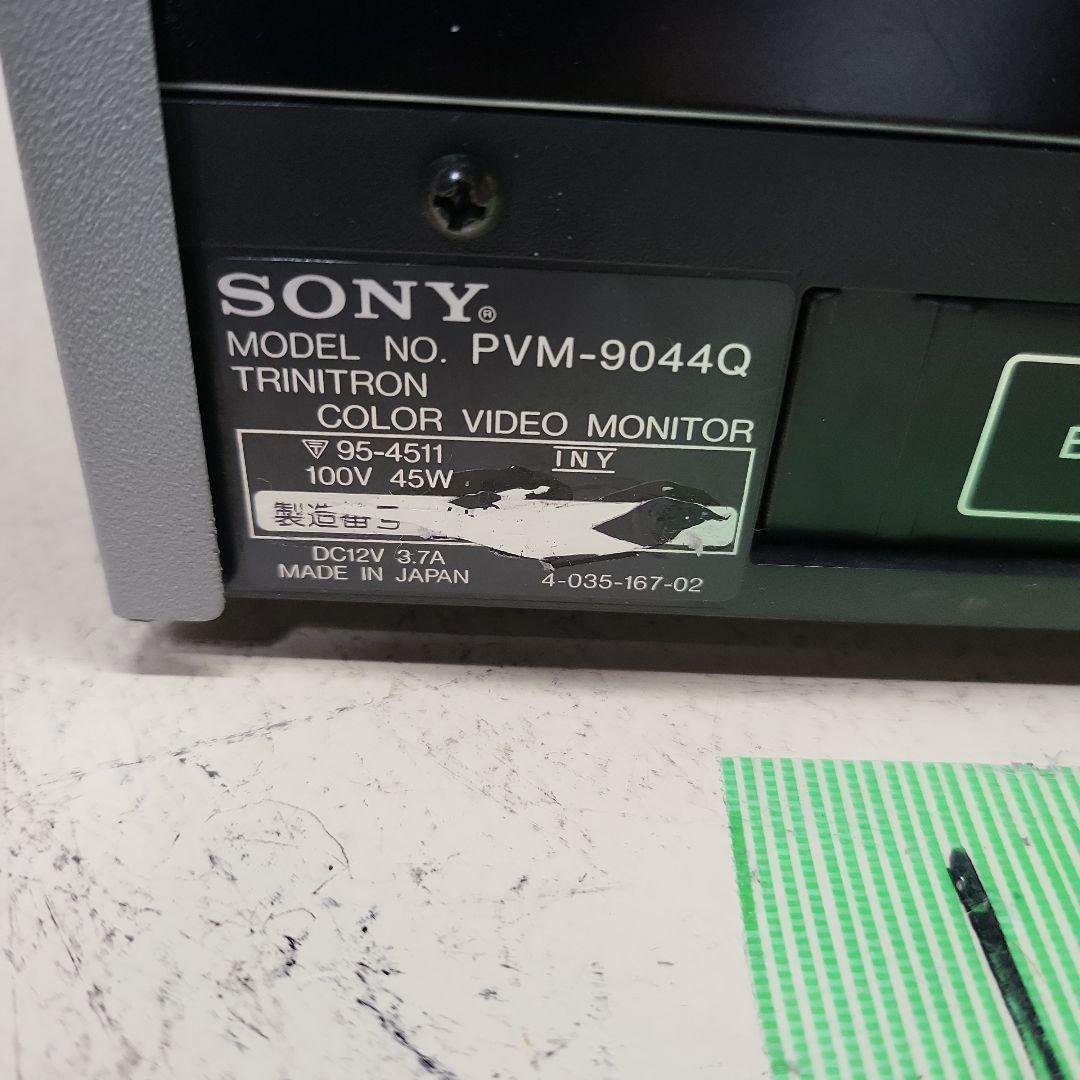 SONY®
MODEL NO. PVM-9044Q
TRINITRON
COLOR VIDEO MONITOR
95-4511 INY
100V 45W
製造番号
DC12V 3.7A
MADE IN JAPAN 4-035-167-02